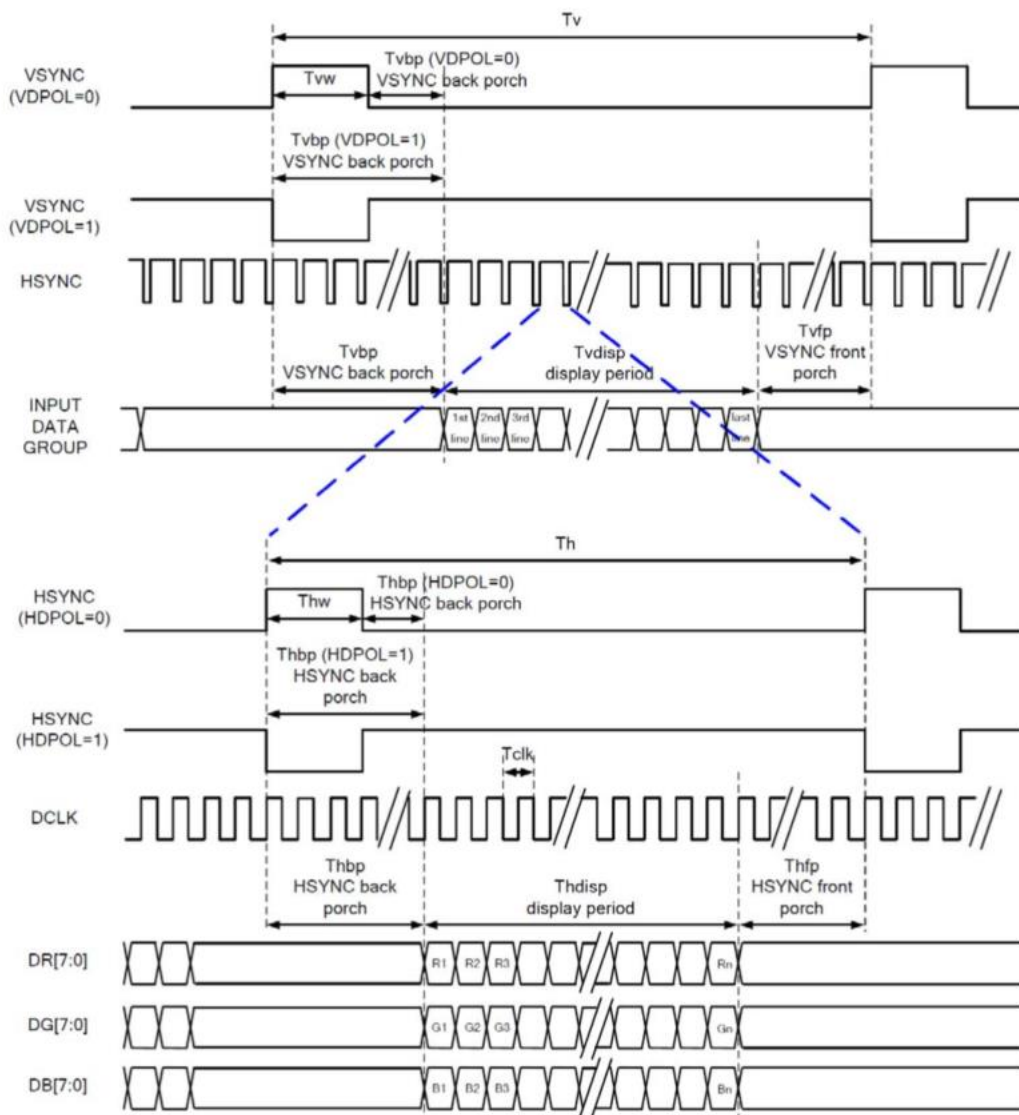 Tv
VSYNC
(VDPOL=0)
Tvw
Tvbp (VDPOL=0)
VSYNC back porch
Tvbp (VDPOL=1)
VSYNC back porch
VSYNC
(VDPOL=1)
HSYNC
Tvbp
VSYNC back porch
Tvdisp
display period
Tvfp
VSYNC front
porch
INPUT
DATA
GROUP
1st
line
2nd
line
3rd
line
last
line
Th
HSYNC
(HDPOL=0)
Thw
Thbp (HDPOL=0)
HSYNC back porch
Thbp (HDPOL=1)
HSYNC back
porch
HSYNC
(HDPOL=1)
Tclk
DCLK
Thbp
HSYNC back
porch
Thdisp
display period
Thfp
HSYNC front
porch
DR[7:0]
R1 R2 R3 Rn
DG[7:0]
G1 G2 G3 Gn
DB[7:0]
B1 B2 B3 Bn